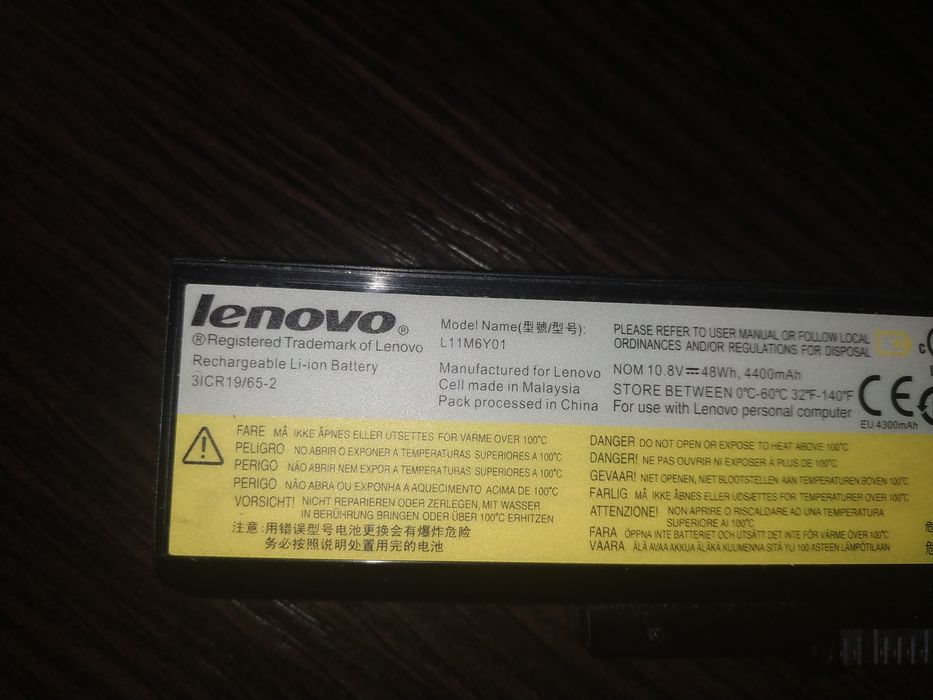 lenovo®
®Registered Trademark of Lenovo
Rechargeable Li-ion Battery
3ICR19/65-2
Model Name(型號/型号):
L11M6Y01
Manufactured for Lenovo
Cell made in Malaysia
Pack processed in China
PLEASE REFER TO USER MANUAL OR FOLLOW LOCAL
ORDINANCES AND/OR REGULATIONS FOR DISPOSAL
NOM 10.8V⎓48Wh, 4400mAh
STORE BETWEEN 0°C-60°C 32°F-140°F
For use with Lenovo personal computer
CE
EU 4300mAh
FARE MÅ IKKE ÅPNES ELLER UTSETTES FOR VARME OVER 100°C
PELIGRO NO ABRIR O EXPONER A TEMPERATURAS SUPERIORES A 100°C
PERIGO NÃO ABRIR NEM EXPOR A TEMPERATURAS SUPERIORES A 100°C
PERIGO NÃO ABRA OU EXPONHA A AQUECIMENTO ACIMA DE 100°C
VORSICHT! NICHT REPARIEREN ODER ZERLEGEN, MIT WASSER
IN BERÜHRUNG BRINGEN ODER ÜBER 100°C ERHITZEN
注意:用错误型号电池更换会有爆炸危险
务必按照说明处置用完的电池
DANGER DO NOT OPEN OR EXPOSE TO HEAT ABOVE 100°C
DANGER! NE PAS OUVRIR NI EXPOSER À PLUS DE 100°C
GEVAAR! NIET OPENEN, NIET BLOOTSTELLEN AAN TEMPERATUREN BOVEN 100°C
FARLIG MÅ IKKE ÅBNES ELLER UDSÆTTES FOR TEMPERATURER OVER 100°C
ATTENZIONE! NON APRIRE O RISCALDARE AD UNA TEMPERATURA
SUPERIORE AI 100°C
FARA ÖPPNA INTE BATTERIET OCH UTSÄTT DET INTE FÖR VÄRME ÖVER 100°C
VAARA ÄLÄ AVAA AKKUA ÄLÄKÄ KUUMENNA SITÄ YLI 100 ASTEEN LÄMPÖTILAAN